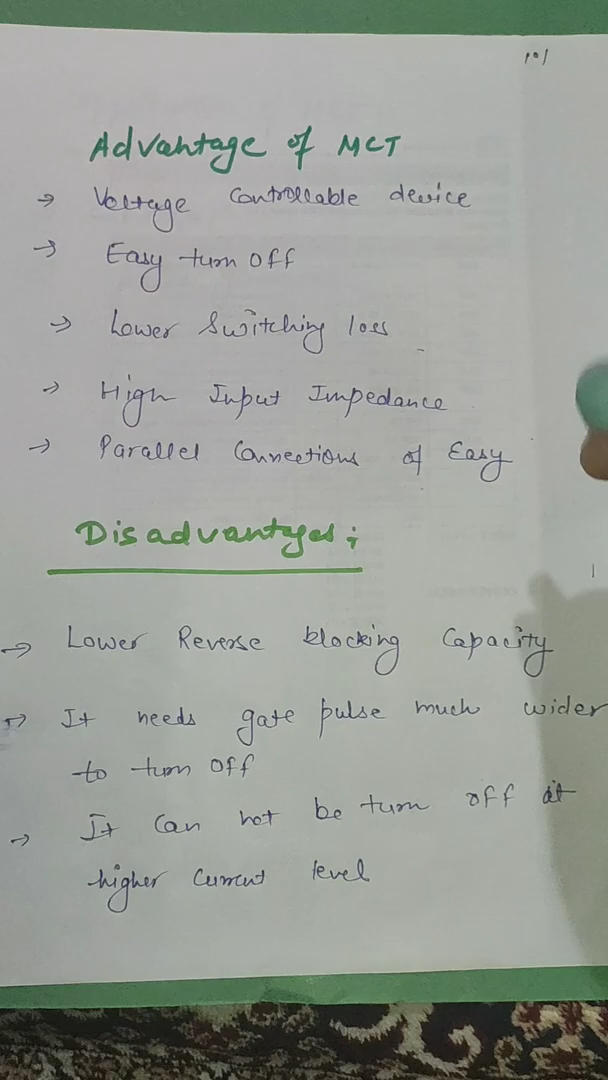 Advantage of MCT
→ Voltage Controllable device
→ Easy turn off
→ Lower Switching loss
→ High Input Impedance
→ Parallel Connections of Easy
Disadvantages;
→ Lower Reverse blocking Capacity
→ It needs gate pulse much wider
to turn off
→ It Can not be turn off at
higher Current level